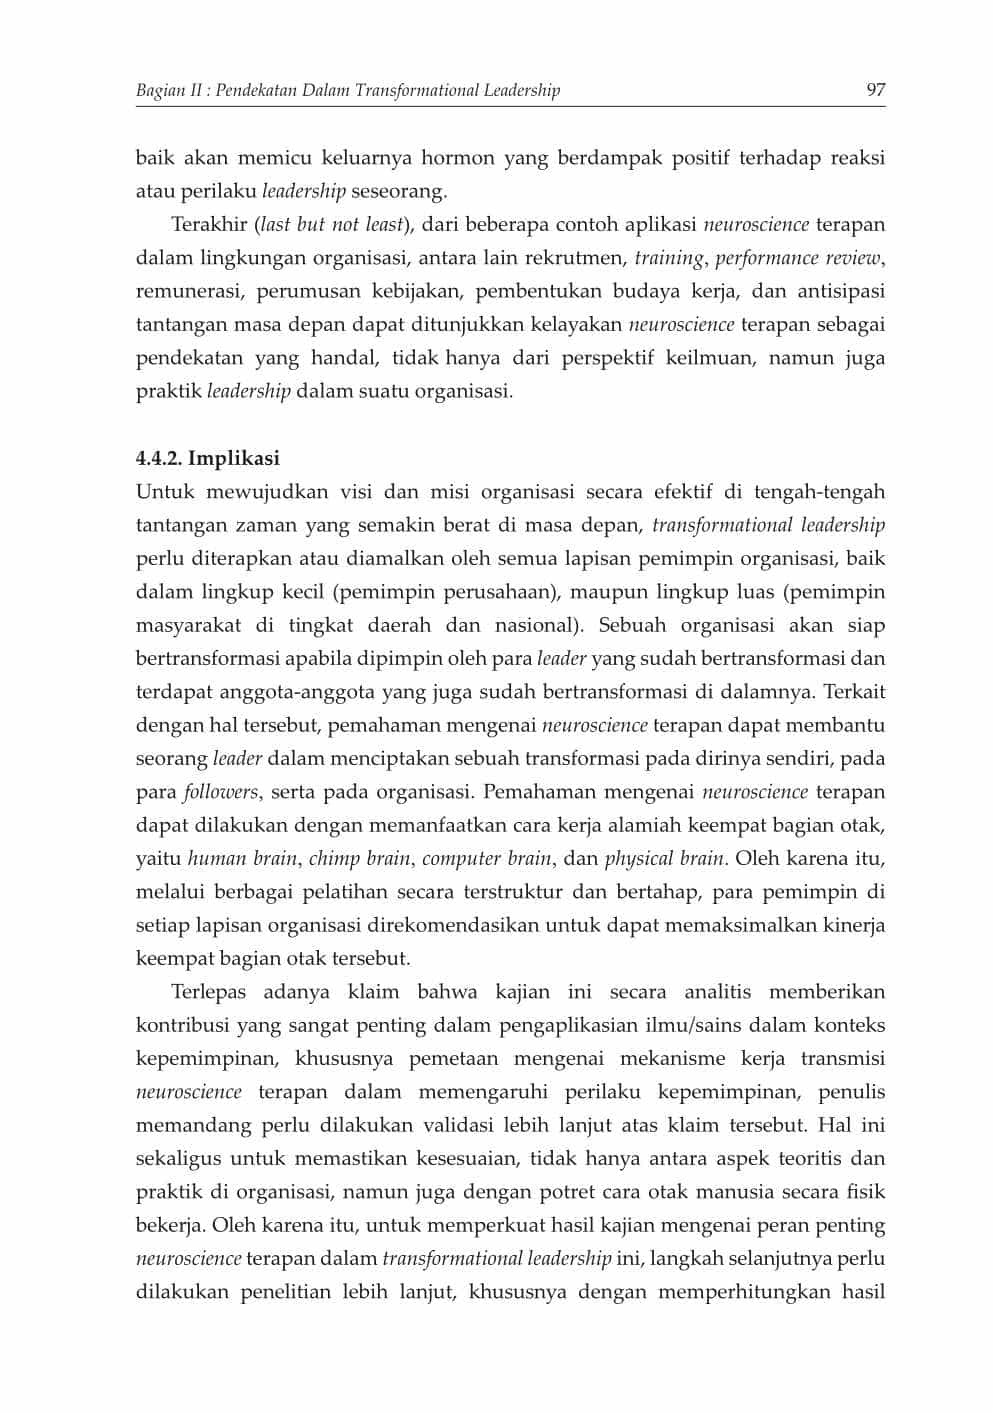 Bagian II : Pendekatan Dalam Transformational Leadership 97
baik akan memicu keluarnya hormon yang berdampak positif terhadap reaksi
atau perilaku leadership seseorang.
Terakhir (last but not least), dari beberapa contoh aplikasi neuroscience terapan
dalam lingkungan organisasi, antara lain rekrutmen, training, performance review,
remunerasi, perumusan kebijakan, pembentukan budaya kerja, dan antisipasi
tantangan masa depan dapat ditunjukkan kelayakan neuroscience terapan sebagai
pendekatan yang handal, tidak hanya dari perspektif keilmuan, namun juga
praktik leadership dalam suatu organisasi.
4.4.2. Implikasi
Untuk mewujudkan visi dan misi organisasi secara efektif di tengah-tengah
tantangan zaman yang semakin berat di masa depan, transformational leadership
perlu diterapkan atau diamalkan oleh semua lapisan pemimpin organisasi, baik
dalam lingkup kecil (pemimpin perusahaan), maupun lingkup luas (pemimpin
masyarakat di tingkat daerah dan nasional). Sebuah organisasi akan siap
bertransformasi apabila dipimpin oleh para leader yang sudah bertransformasi dan
terdapat anggota-anggota yang juga sudah bertransformasi di dalamnya. Terkait
dengan hal tersebut, pemahaman mengenai neuroscience terapan dapat membantu
seorang leader dalam menciptakan sebuah transformasi pada dirinya sendiri, pada
para followers, serta pada organisasi. Pemahaman mengenai neuroscience terapan
dapat dilakukan dengan memanfaatkan cara kerja alamiah keempat bagian otak,
yaitu human brain, chimp brain, computer brain, dan physical brain. Oleh karena itu,
melalui berbagai pelatihan secara terstruktur dan bertahap, para pemimpin di
setiap lapisan organisasi direkomendasikan untuk dapat memaksimalkan kinerja
keempat bagian otak tersebut.
Terlepas adanya klaim bahwa kajian ini secara analitis memberikan
kontribusi yang sangat penting dalam pengaplikasian ilmu/sains dalam konteks
kepemimpinan, khususnya pemetaan mengenai mekanisme kerja transmisi
neuroscience terapan dalam memengaruhi perilaku kepemimpinan, penulis
memandang perlu dilakukan validasi lebih lanjut atas klaim tersebut. Hal ini
sekaligus untuk memastikan kesesuaian, tidak hanya antara aspek teoritis dan
praktik di organisasi, namun juga dengan potret cara otak manusia secara fisik
bekerja. Oleh karena itu, untuk memperkuat hasil kajian mengenai peran penting
neuroscience terapan dalam transformational leadership ini, langkah selanjutnya perlu
dilakukan penelitian lebih lanjut, khususnya dengan memperhitungkan hasil